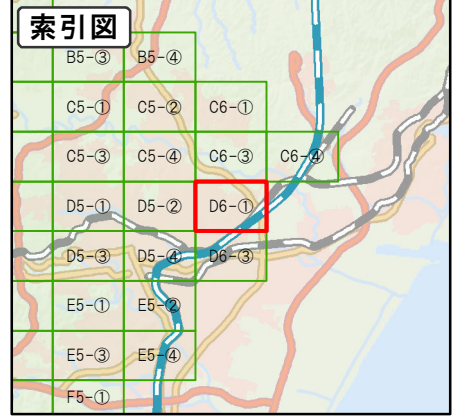 索引図
B5-③ B5-④
C5-① C5-② C6-①
C5-③ C5-④ C6-③ C6-④
D5-① D5-② D6-①
D5-③ D5-④ D6-③
E5-① E5-②
E5-③ E5-④
F5-①